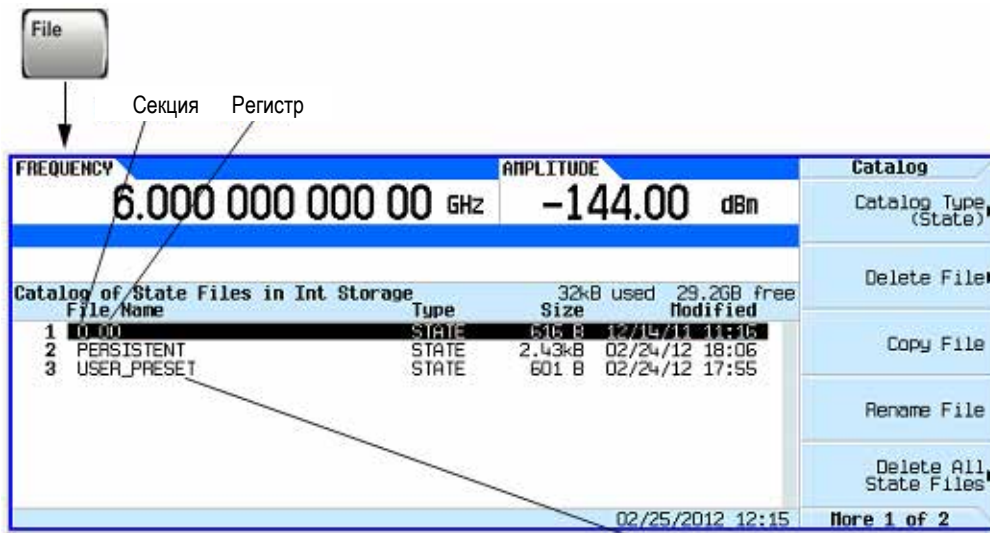 File
Секция Регистр
FREQUENCY AMPLITUDE Catalog
6.000 000 000 00 GHz -144.00 dBm
Catalog Type
(State)
Delete File
Catalog of State Files in Int Storage 32kB used 29.2GB free
File Name Type Size Modified
1 0_00 STATE 616 B 12/14/11 11:16
2 PERSISTENT STATE 2.43kB 02/24/12 18:06
3 USER_PRESET STATE 601 B 02/24/12 17:55
Copy File
Rename File
Delete All
State Files
02/25/2012 12:15 More 1 of 2